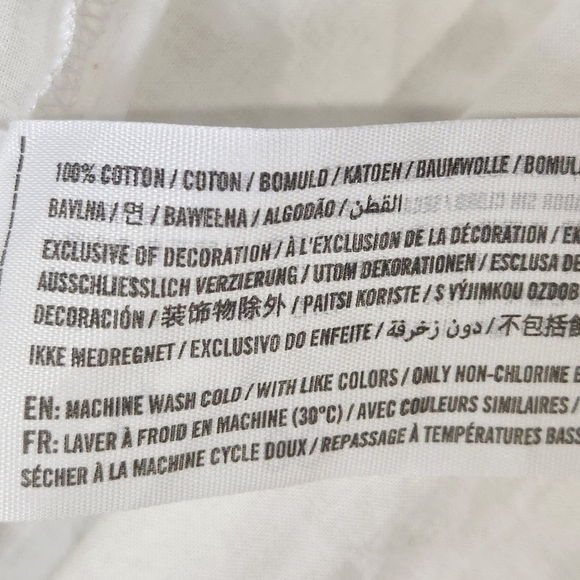 100% COTTON / COTON / BOMULD / KATOEN / BAUMWOLLE / BOMUL
BAVLNA / 면 / BAWEŁNA / ALGODÃO / القطن
EXCLUSIVE OF DECORATION / À L'EXCLUSION DE LA DÉCORATION / EK
AUSSCHLIESSLICH VERZIERUNG / UTOM DEKORATIONEN / ESCLUSA DE
DECORACIÓN / 装饰物除外 / PAITSI KORISTE / S VÝJIMKOU OZDOB
IKKE MEDREGNET / EXCLUSIVO DO ENFEITE / دون زخرفة / 不包括
EN: MACHINE WASH COLD / WITH LIKE COLORS / ONLY NON-CHLORINE
FR: LAVER À FROID EN MACHINE (30°C) / AVEC COULEURS SIMILAIRES /
SÉCHER À LA MACHINE CYCLE DOUX / REPASSAGE À TEMPÉRATURES BASS